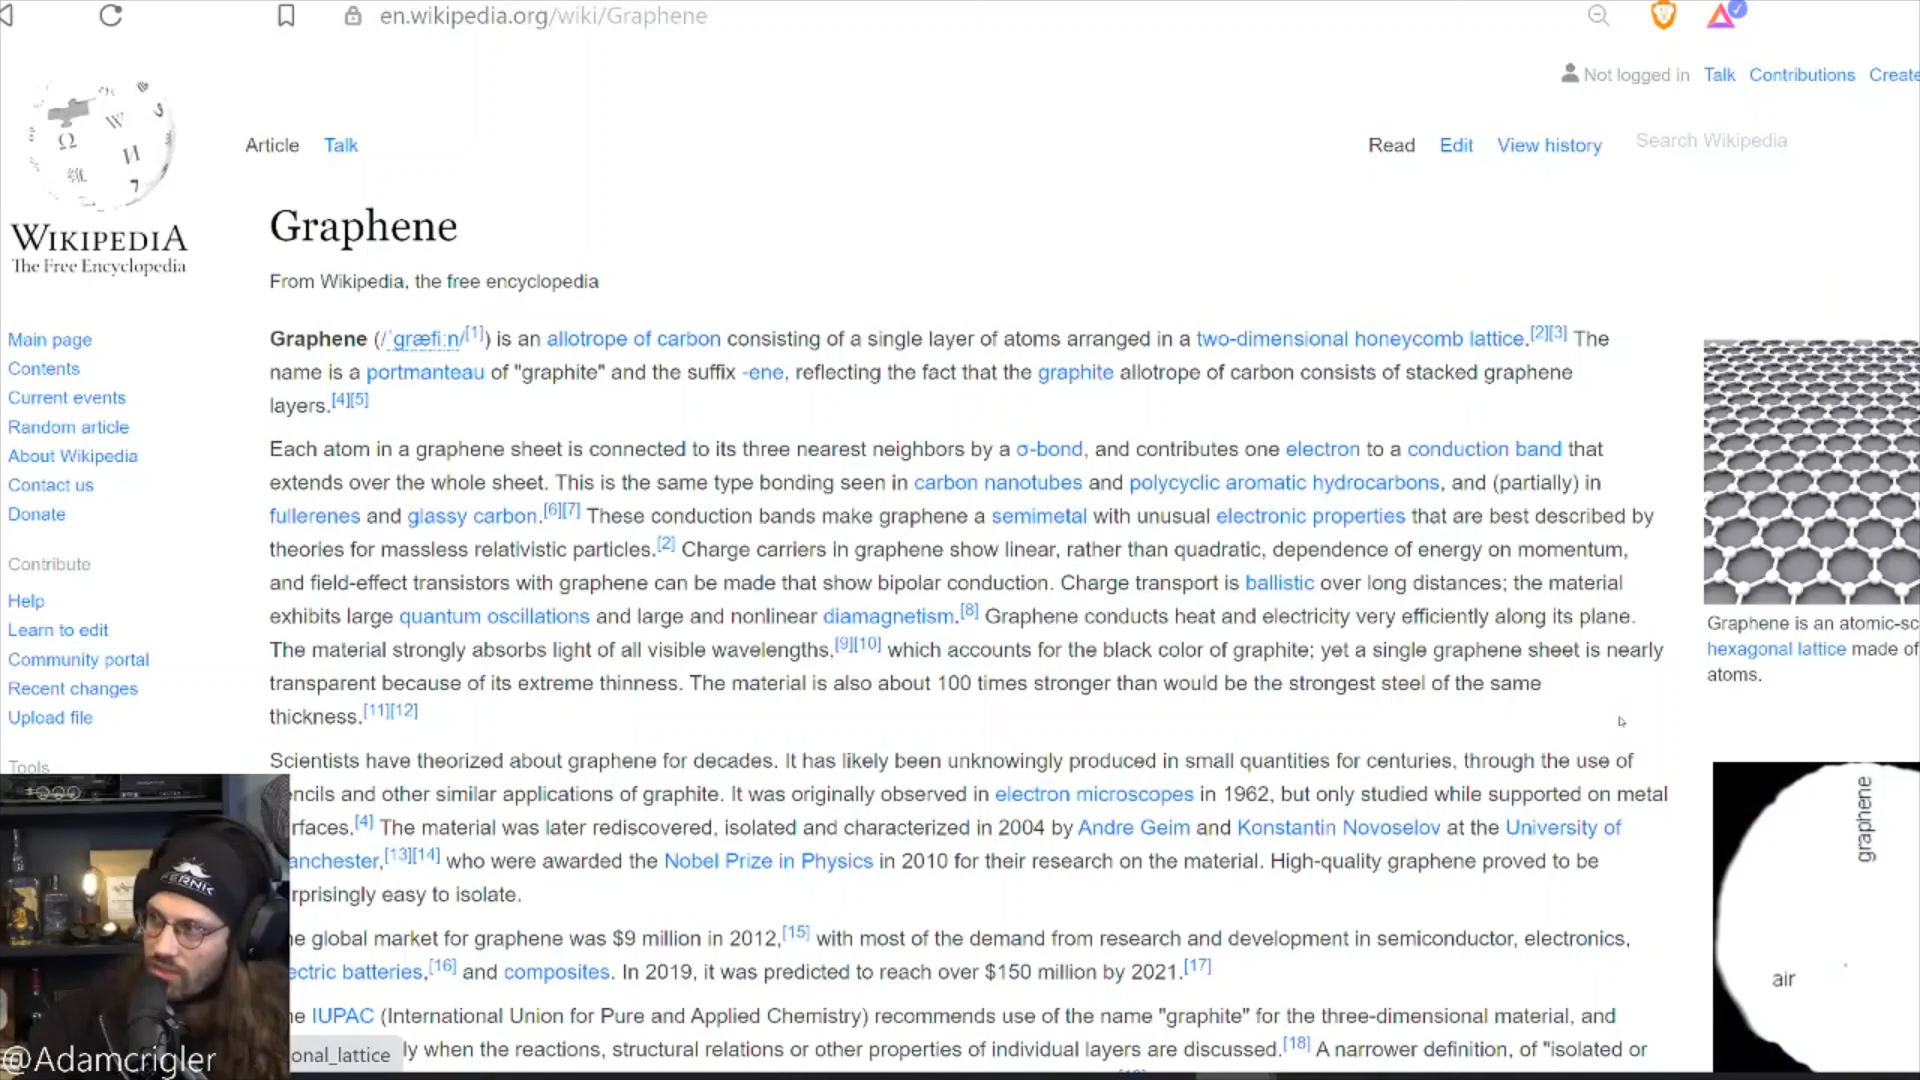 en.wikipedia.org/wiki/Graphene
Not logged in Talk Contributions Create
Article Talk
Read Edit View history Search Wikipedia
WIKIPEDIA
The Free Encyclopedia
Main page
Contents
Current events
Random article
About Wikipedia
Contact us
Donate
Contribute
Help
Learn to edit
Community portal
Recent changes
Upload file
Tools
Graphene
From Wikipedia, the free encyclopedia
Graphene (/ˈɡræfiːn/[1]) is an allotrope of carbon consisting of a single layer of atoms arranged in a two-dimensional honeycomb lattice.[2][3] The
name is a portmanteau of "graphite" and the suffix -ene, reflecting the fact that the graphite allotrope of carbon consists of stacked graphene
layers.[4][5]
Each atom in a graphene sheet is connected to its three nearest neighbors by a σ-bond, and contributes one electron to a conduction band that
extends over the whole sheet. This is the same type bonding seen in carbon nanotubes and polycyclic aromatic hydrocarbons, and (partially) in
fullerenes and glassy carbon.[6][7] These conduction bands make graphene a semimetal with unusual electronic properties that are best described by
theories for massless relativistic particles.[2] Charge carriers in graphene show linear, rather than quadratic, dependence of energy on momentum,
and field-effect transistors with graphene can be made that show bipolar conduction. Charge transport is ballistic over long distances; the material
exhibits large quantum oscillations and large and nonlinear diamagnetism.[8] Graphene conducts heat and electricity very efficiently along its plane.
The material strongly absorbs light of all visible wavelengths,[9][10] which accounts for the black color of graphite; yet a single graphene sheet is nearly
transparent because of its extreme thinness. The material is also about 100 times stronger than would be the strongest steel of the same
thickness.[11][12]
Scientists have theorized about graphene for decades. It has likely been unknowingly produced in small quantities for centuries, through the use of
ncils and other similar applications of graphite. It was originally observed in electron microscopes in 1962, but only studied while supported on metal
rfaces.[4] The material was later rediscovered, isolated and characterized in 2004 by Andre Geim and Konstantin Novoselov at the University of
anchester,[13][14] who were awarded the Nobel Prize in Physics in 2010 for their research on the material. High-quality graphene proved to be
rprisingly easy to isolate.
he global market for graphene was $9 million in 2012,[15] with most of the demand from research and development in semiconductor, electronics,
ectric batteries,[16] and composites. In 2019, it was predicted to reach over $150 million by 2021.[17]
he IUPAC (International Union for Pure and Applied Chemistry) recommends use of the name "graphite" for the three-dimensional material, and
ly when the reactions, structural relations or other properties of individual layers are discussed.[18] A narrower definition, of "isolated or
onal_lattice
Graphene is an atomic-sc
hexagonal lattice made of
atoms.
graphene
air
@Adamcrigler